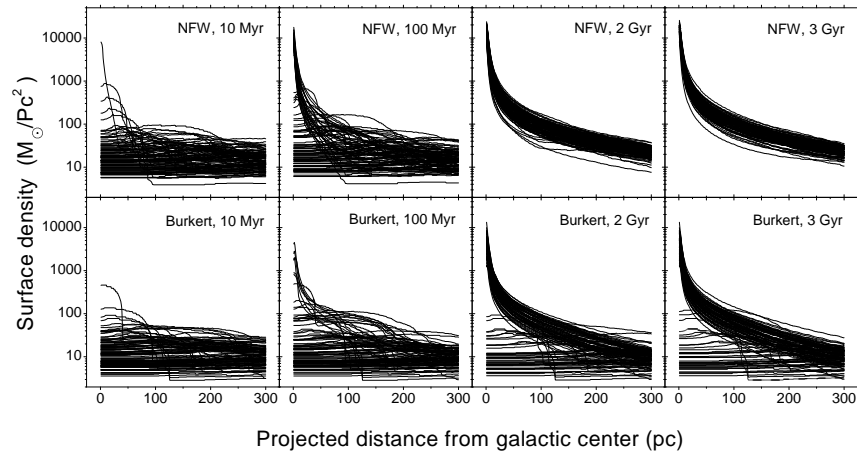 NFW, 10 Myr
NFW, 100 Myr
NFW, 2 Gyr
NFW, 3 Gyr
10000
1000
100
10
Burkert, 10 Myr
Burkert, 100 Myr
Burkert, 2 Gyr
Burkert, 3 Gyr
10000
1000
100
10
0 100 200 300 0 100 200 300 0 100 200 300 0 100 200 300
Surface density (M☉/Pc²)
Projected distance from galactic center (pc)